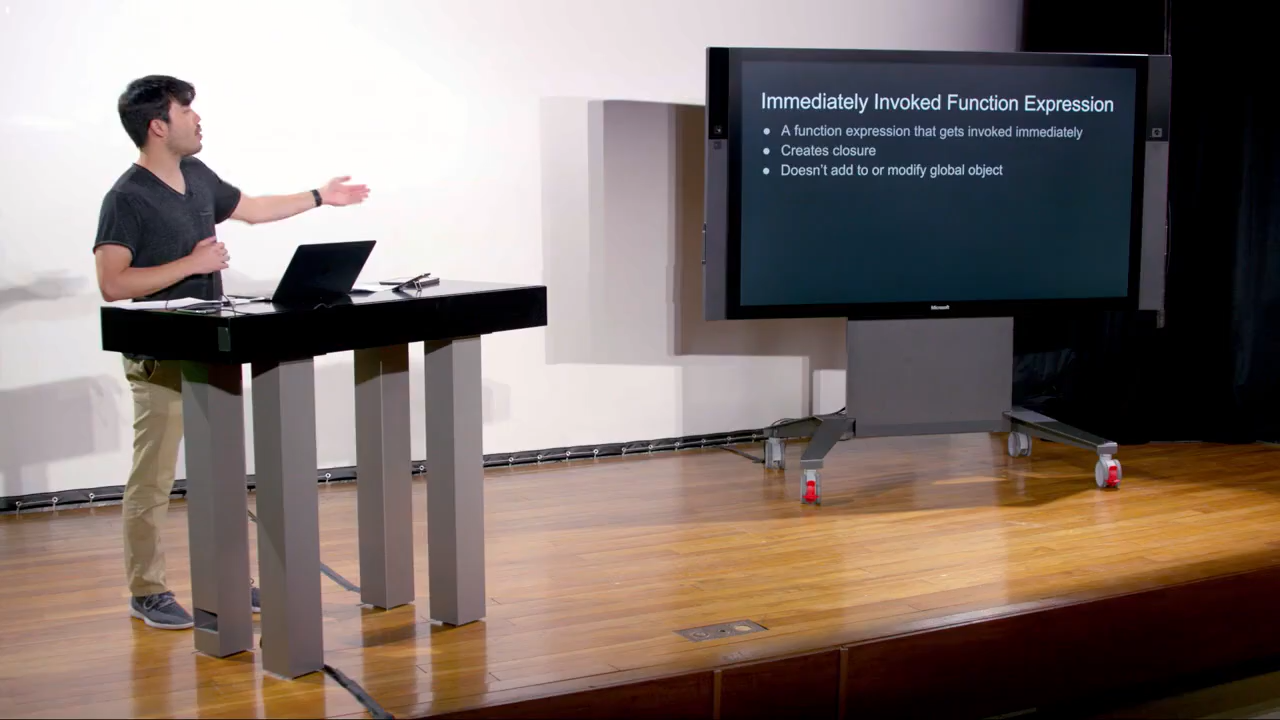 Immediately Invoked Function Expression
● A function expression that gets invoked immediately
● Creates closure
● Doesn't add to or modify global object
Microsoft